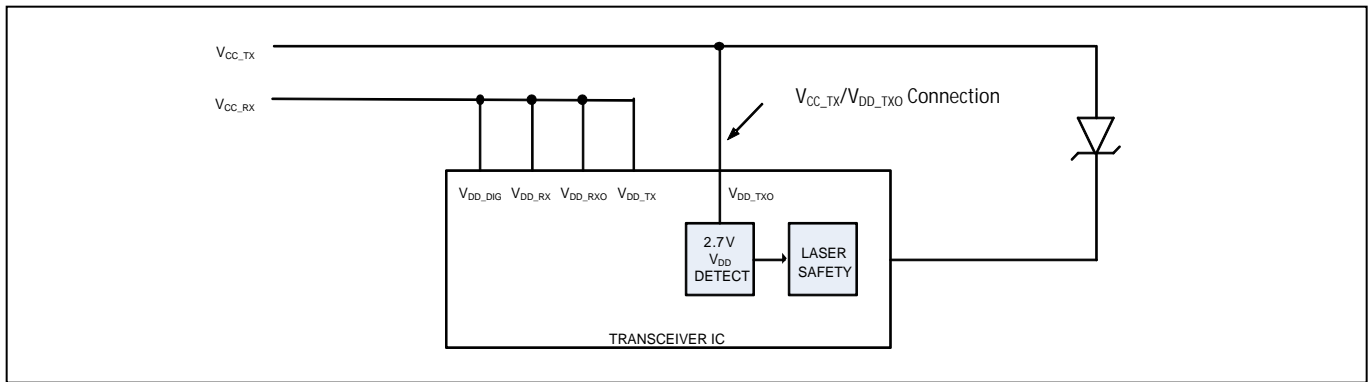 VCC_TX
VCC_RX
VCC_TX/VDD_TXO Connection
VDD_DIG VDD_RX VDD_RXO VDD_TX VDD_TXO
2.7V
VDD
DETECT
LASER
SAFETY
TRANSCEIVER IC